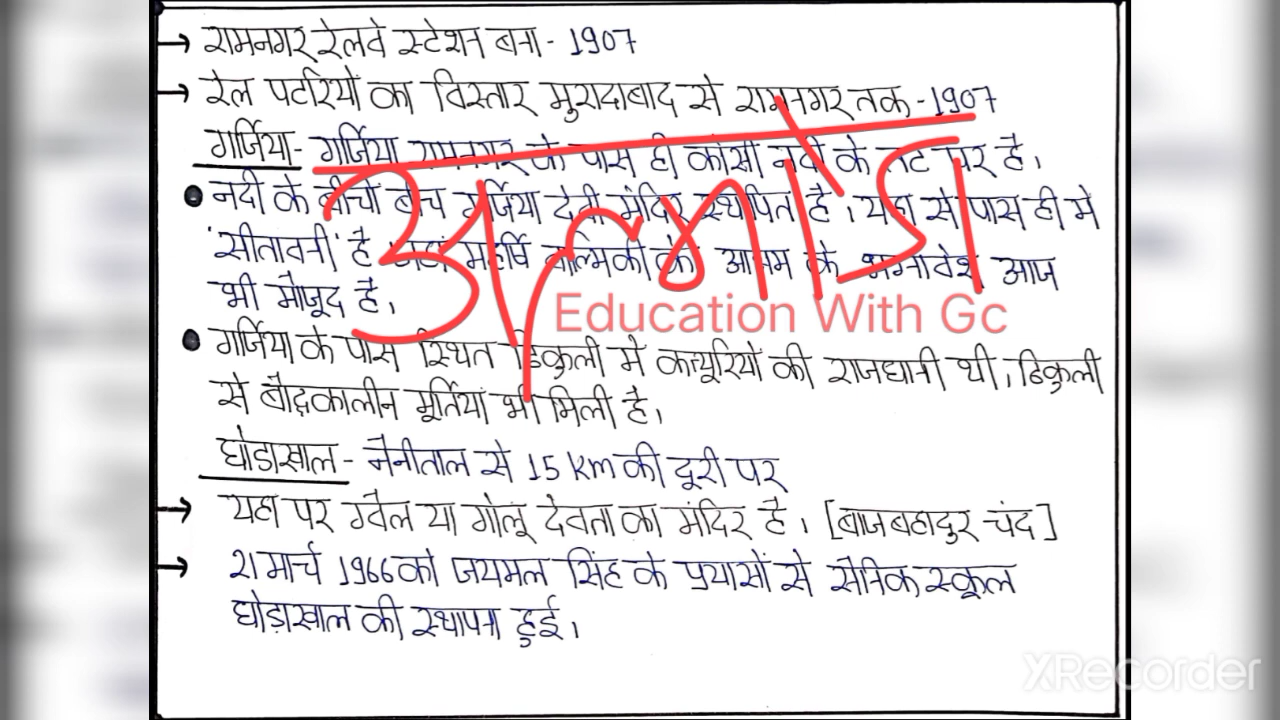 → रामनगर रेलवे स्टेशन बना - 1907
→ रेल पटरियों का विस्तार मुरादाबाद से रामनगर तक - 1907
गर्जिया - गर्जिया रामनगर के पास ही कोसी नदी के तट पर है।
• नदी के बीचों बीच गर्जिया देवी मंदिर स्थापित है। यहा से पास ही मे
'सीतावनी' है जहां महर्षि वाल्मिकी के आश्रम के भग्नावेश आज
भी मौजूद है।
अल्मोडा
Education With Gc
• गर्जिया के पास स्थित ढिकुली में कत्यूरियों की राजधानी थी, ढिकुली
से बौद्धकालीन मूर्तियां भी मिली है।
घोडाखाल - नैनीताल से 15 km की दूरी पर
→ यहा पर ग्वैल या गोलू देवता का मंदिर है। [बाजबहादुर चंद]
→ 21 मार्च 1966 को जयमल सिंह के प्रयासों से सैनिक स्कूल
घोड़ाखाल की स्थापना हुई।
XRecorder